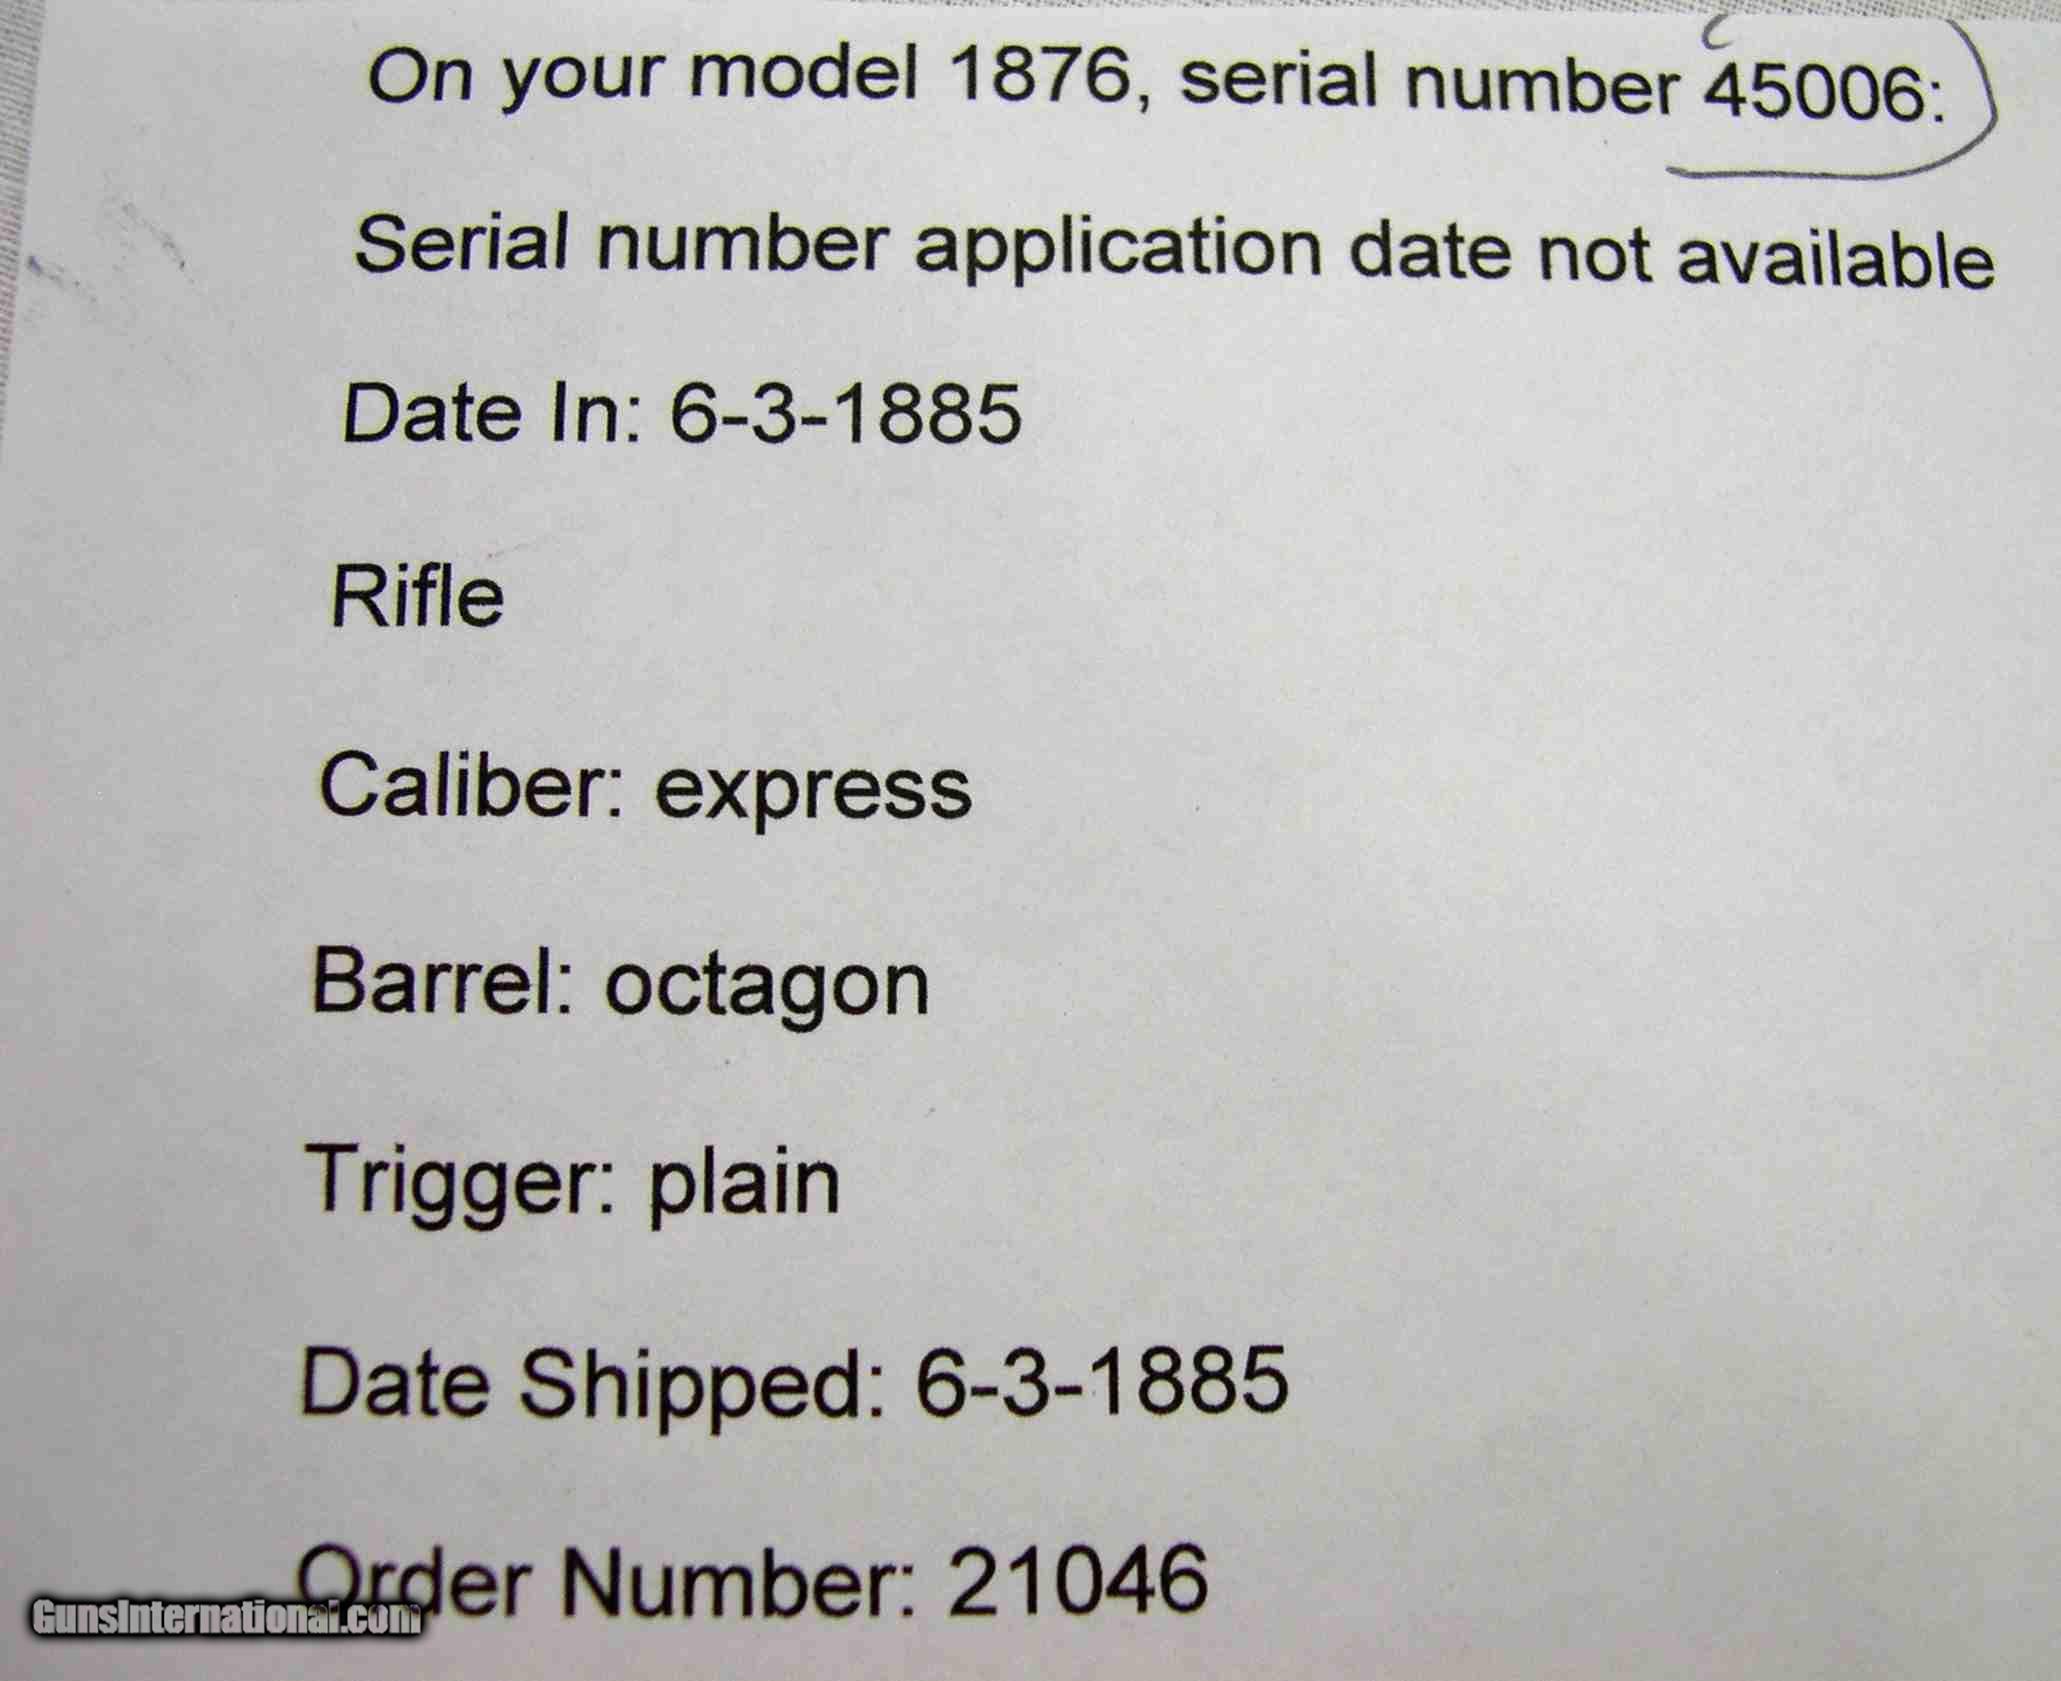 On your model 1876, serial number 45006:
Serial number application date not available
Date In: 6-3-1885
Rifle
Caliber: express
Barrel: octagon
Trigger: plain
Date Shipped: 6-3-1885
Order Number: 21046
GunsInternational.com